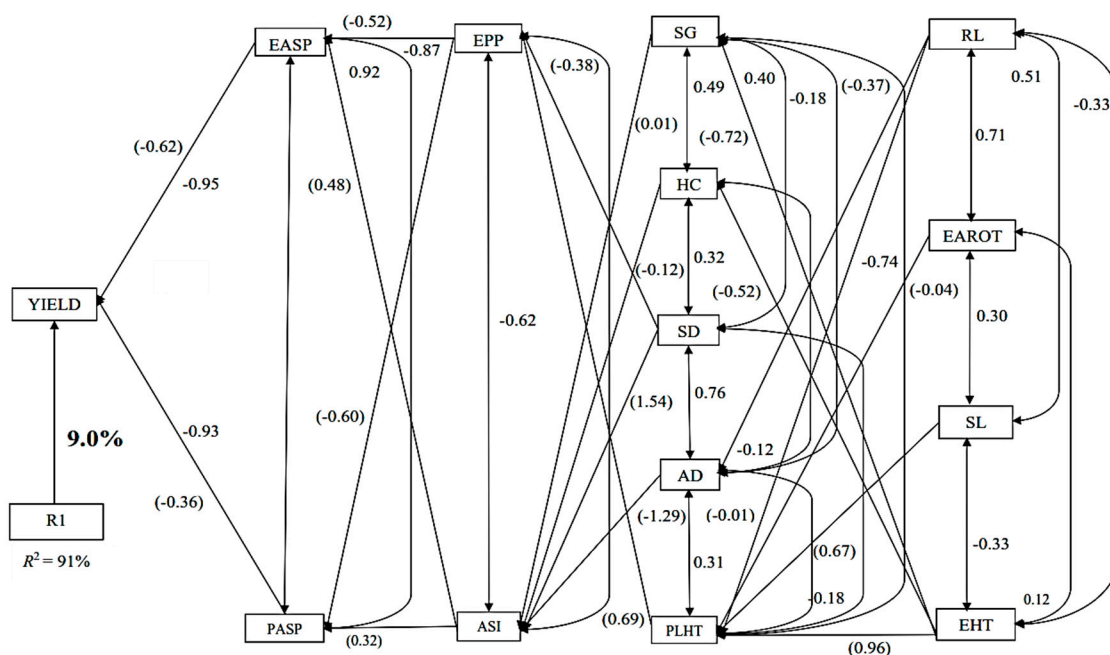 (-0.52)
EASP
-0.87
EPP
SG
RL
0.92
(-0.38)
0.49
0.40
-0.18
(-0.37)
0.51
-0.33
(0.01)
(-0.72)
0.71
(-0.62)
-0.95
(0.48)
HC
EAROT
(-0.12)
0.32
(-0.52)
-0.74
(-0.04)
YIELD
-0.62
SD
0.30
(-0.60)
(1.54)
0.76
SL
9.0%
-0.93
-0.12
AD
(-0.36)
(-1.29)
(-0.01)
R1
(0.67)
-0.33
R² = 91%
0.31
-0.18
0.12
PASP
(0.32)
ASI
(0.69)
PLHT
(0.96)
EHT